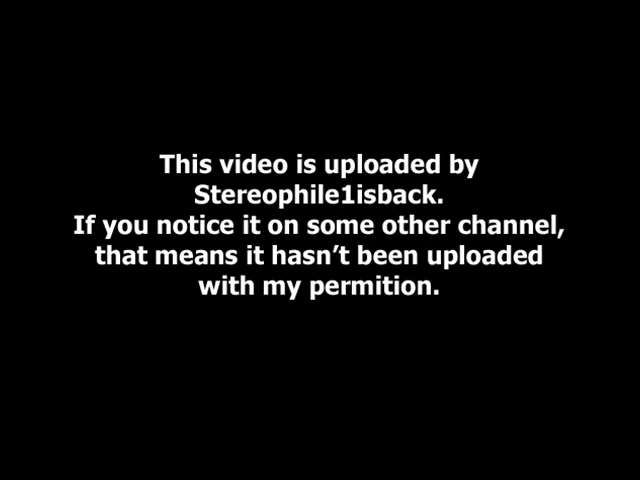 This video is uploaded by
Stereophile1isback.
If you notice it on some other channel,
that means it hasn’t been uploaded
with my permition.